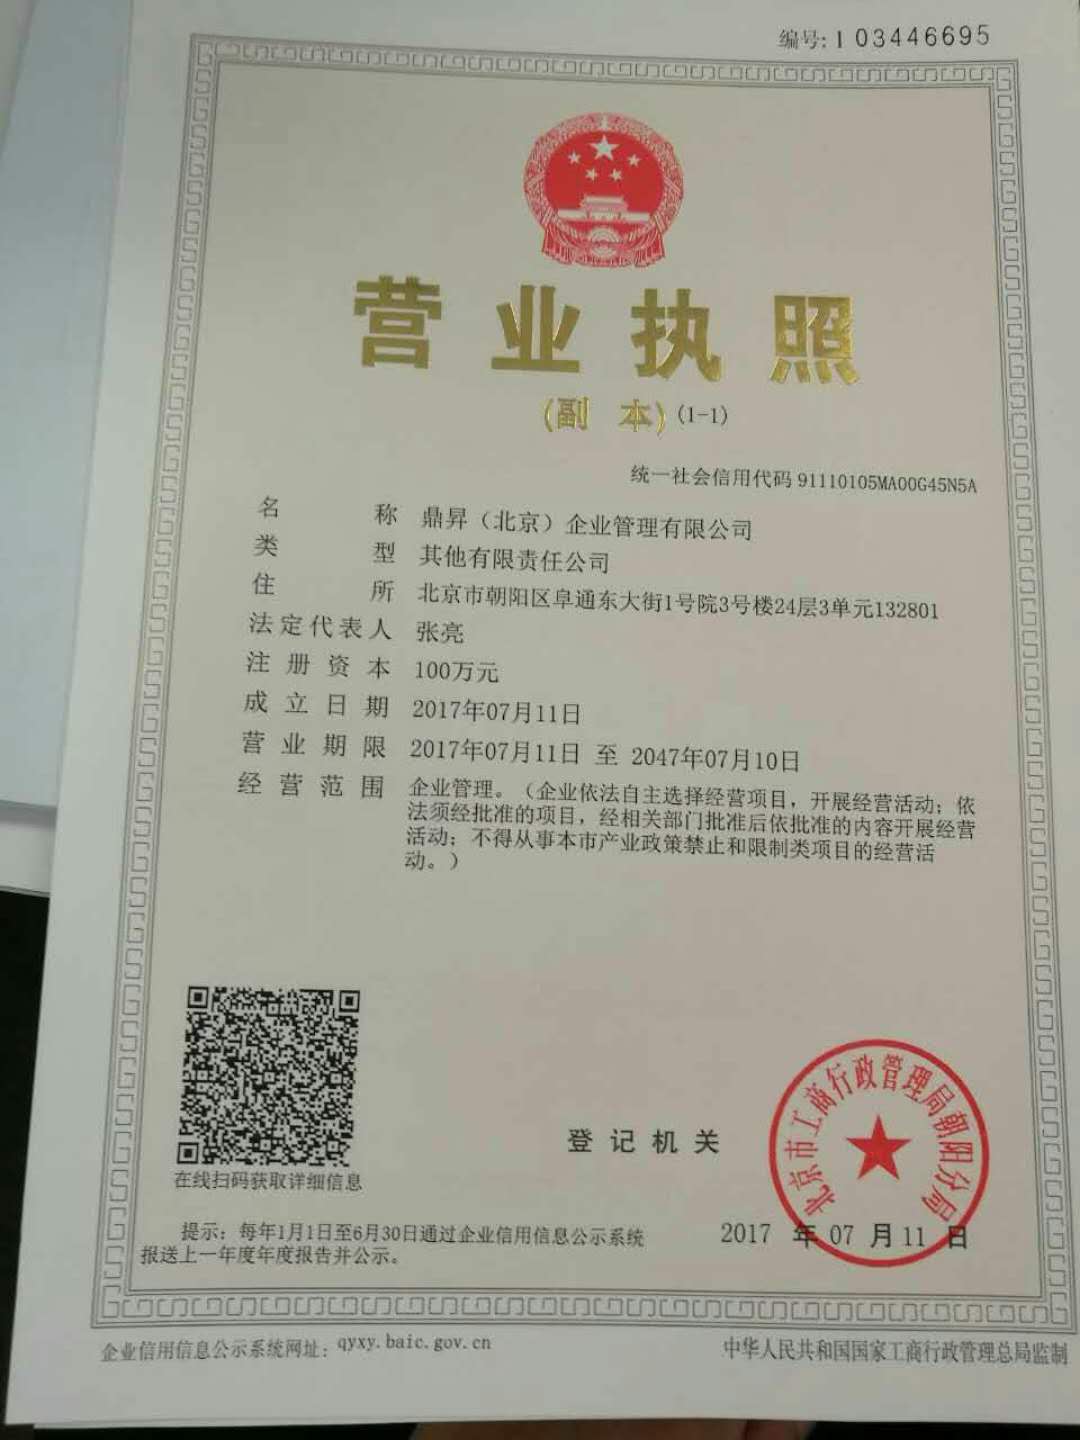 编号:1 03446695
营业执照
(副 本) (1-1)
统一社会信用代码 91110105MA00G45N5A
名 称 鼎昇（北京）企业管理有限公司
类 型 其他有限责任公司
住 所 北京市朝阳区阜通东大街1号院3号楼24层3单元132801
法定代表人 张亮
注册资本 100万元
成立日期 2017年07月11日
营业期限 2017年07月11日 至 2047年07月10日
经营范围 企业管理。（企业依法自主选择经营项目，开展经营活动；依
法须经批准的项目，经相关部门批准后依批准的内容开展经营
活动；不得从事本市产业政策禁止和限制类项目的经营活
动。）
在线扫码获取详细信息
登记机关
北京市工商行政管理局朝阳分局
2017 年 07 月 11 日
提示：每年1月1日至6月30日通过企业信用信息公示系统
报送上一年度年度报告并公示。
企业信用信息公示系统网址：qyxy.baic.gov.cn
中华人民共和国国家工商行政管理总局监制